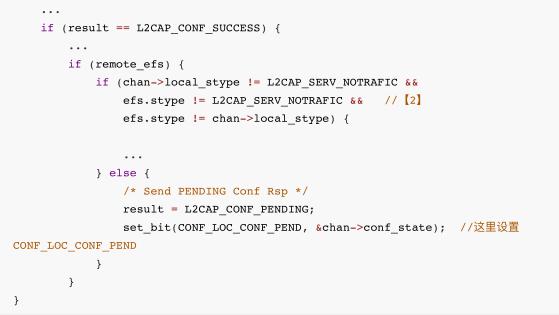 ...
if (result == L2CAP_CONF_SUCCESS) {
...
if (remote_efs) {
if (chan->local_stype != L2CAP_SERV_NOTRAFIC &&
efs.stype != L2CAP_SERV_NOTRAFIC && //【2】
efs.stype != chan->local_stype) {
...
} else {
/* Send PENDING Conf Rsp */
result = L2CAP_CONF_PENDING;
set_bit(CONF_LOC_CONF_PEND, &chan->conf_state); //这里设置
CONF_LOC_CONF_PEND
}
}
}